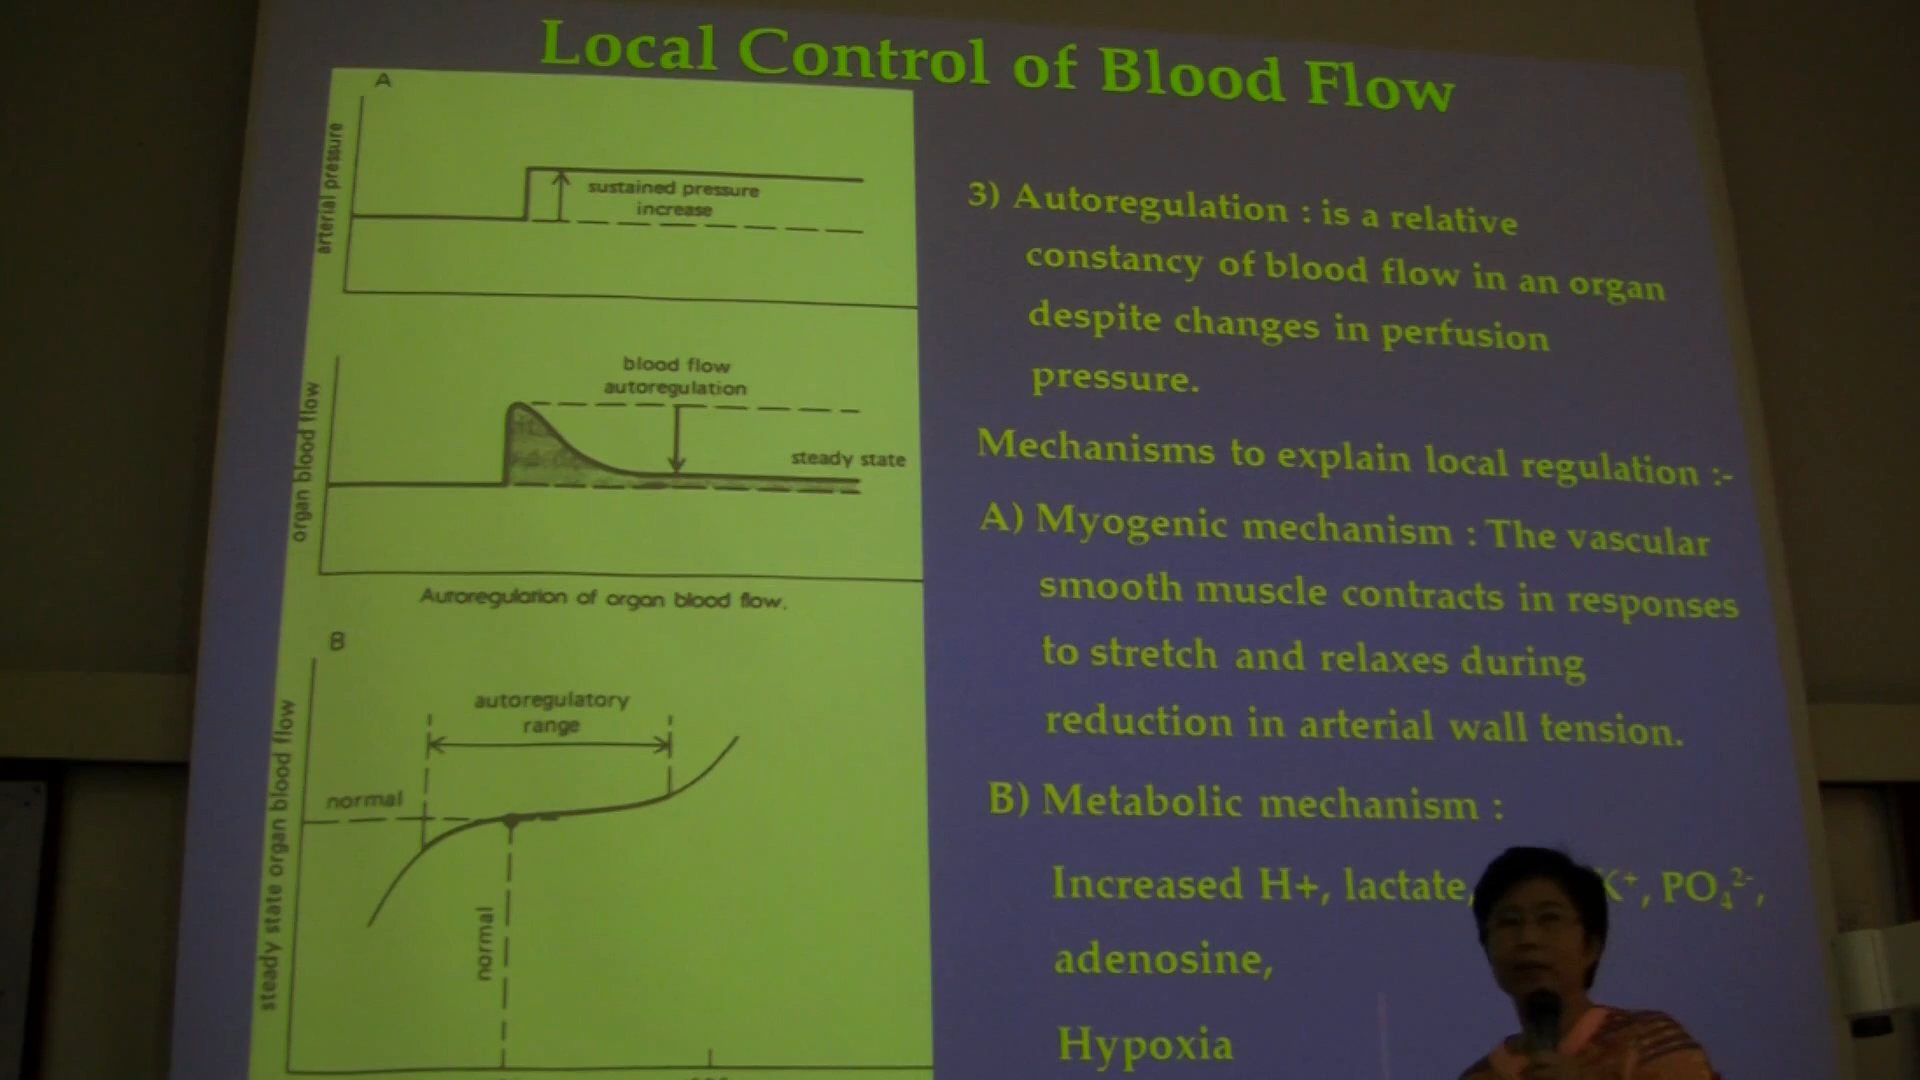 Local Control of Blood Flow
A
arterial pressure
sustained pressure
increase
organ blood flow
blood flow
autoregulation
steady state
Autoregulation of organ blood flow.
B
steady state organ blood flow
autoregulatory
range
normal
normal
3) Autoregulation : is a relative
constancy of blood flow in an organ
despite changes in perfusion
pressure.
Mechanisms to explain local regulation :-
A) Myogenic mechanism : The vascular
smooth muscle contracts in responses
to stretch and relaxes during
reduction in arterial wall tension.
B) Metabolic mechanism :
Increased H+, lactate, K⁺, PO₄²⁻,
adenosine,
Hypoxia